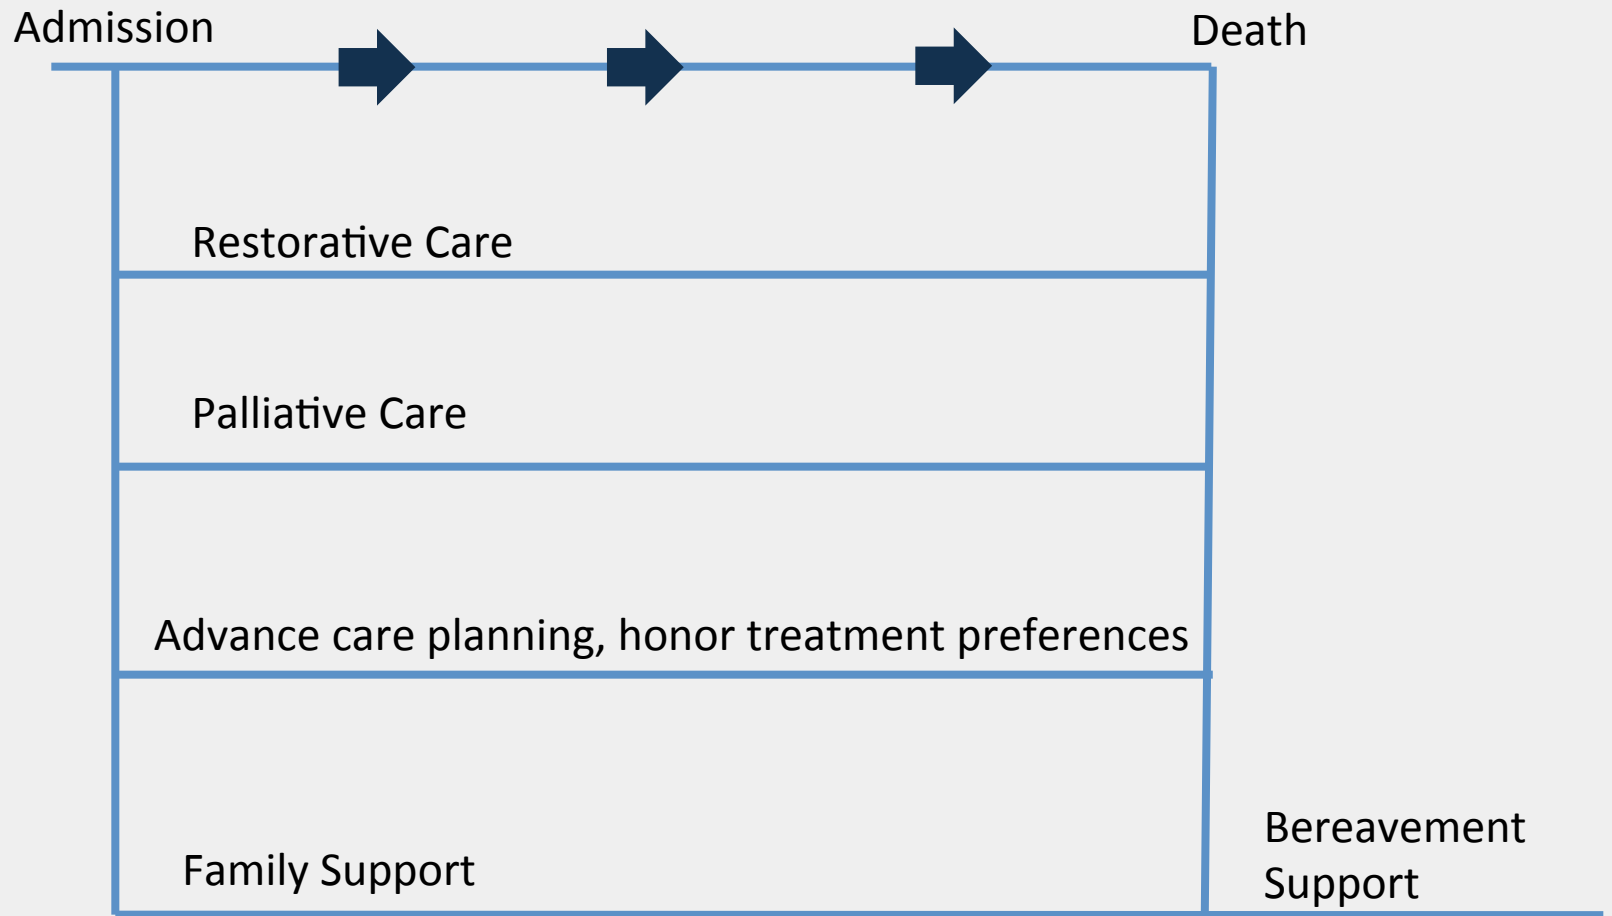 Admission
Death
Restorative Care
Palliative Care
Advance care planning, honor treatment preferences
Family Support
Bereavement
Support